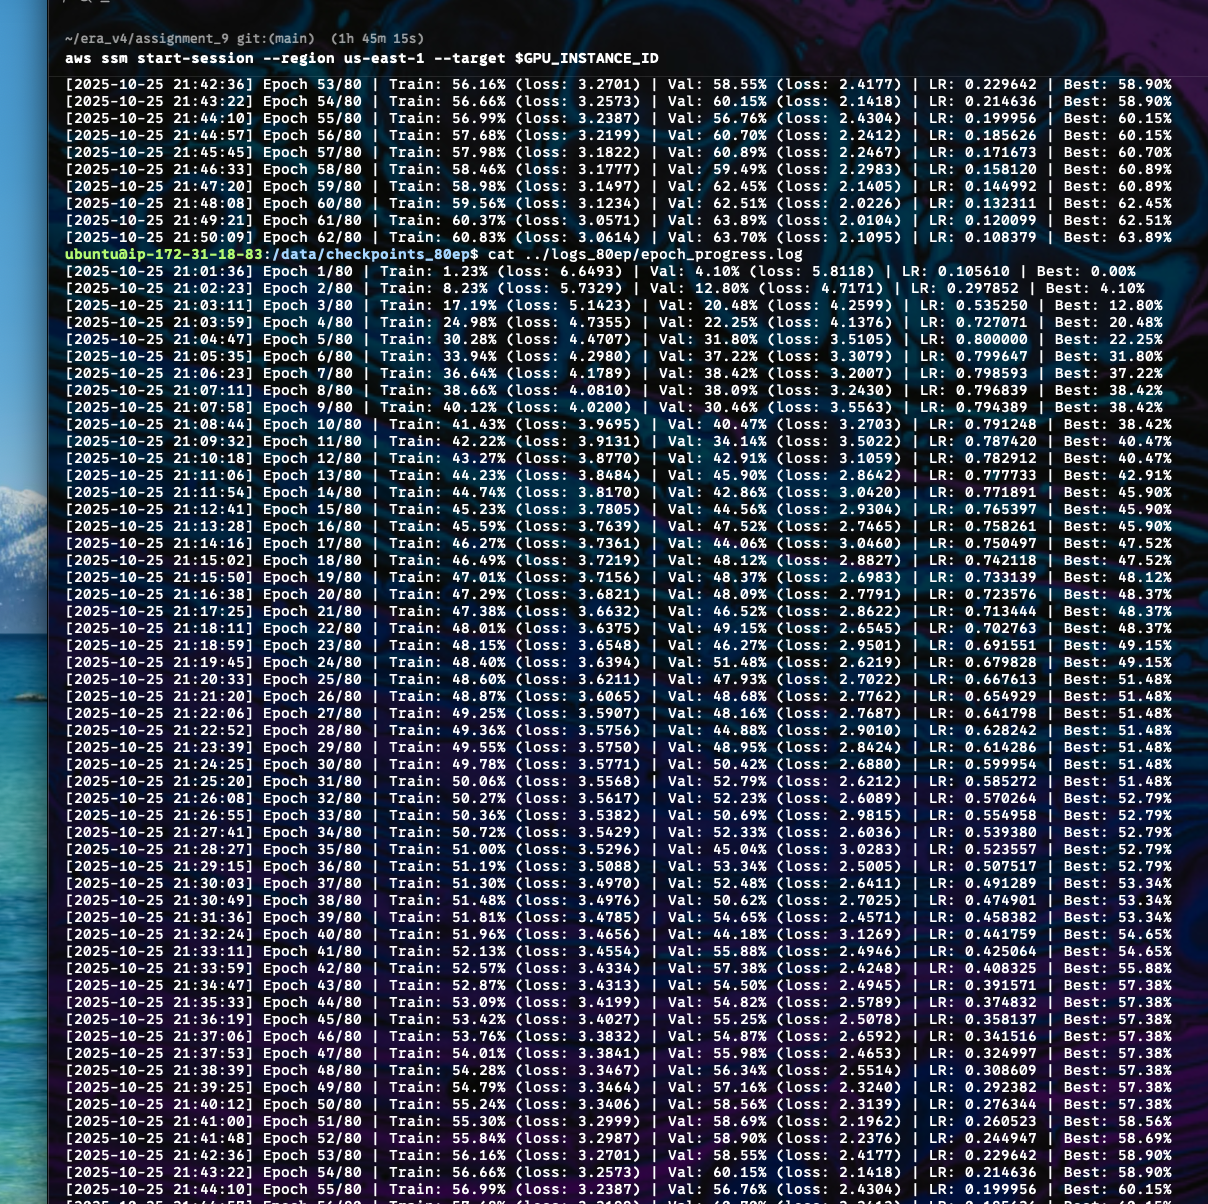 ~/era_v4/assignment_9 git:(main)  (1h 45m 15s)
aws ssm start-session --region us-east-1 --target $GPU_INSTANCE_ID
[2025-10-25 21:42:36] Epoch 53/80 | Train: 56.16% (loss: 3.2701) | Val: 58.55% (loss: 2.4177) | LR: 0.229642 | Best: 58.90%
[2025-10-25 21:43:22] Epoch 54/80 | Train: 56.66% (loss: 3.2573) | Val: 60.15% (loss: 2.1418) | LR: 0.214636 | Best: 58.90%
[2025-10-25 21:44:10] Epoch 55/80 | Train: 56.99% (loss: 3.2387) | Val: 56.76% (loss: 2.4304) | LR: 0.199956 | Best: 60.15%
[2025-10-25 21:44:57] Epoch 56/80 | Train: 57.68% (loss: 3.2199) | Val: 60.70% (loss: 2.2412) | LR: 0.185626 | Best: 60.15%
[2025-10-25 21:45:45] Epoch 57/80 | Train: 57.98% (loss: 3.1822) | Val: 60.89% (loss: 2.2467) | LR: 0.171673 | Best: 60.70%
[2025-10-25 21:46:33] Epoch 58/80 | Train: 58.46% (loss: 3.1777) | Val: 59.49% (loss: 2.2983) | LR: 0.158120 | Best: 60.89%
[2025-10-25 21:47:20] Epoch 59/80 | Train: 58.98% (loss: 3.1497) | Val: 62.45% (loss: 2.1405) | LR: 0.144992 | Best: 60.89%
[2025-10-25 21:48:08] Epoch 60/80 | Train: 59.56% (loss: 3.1234) | Val: 62.51% (loss: 2.0226) | LR: 0.132311 | Best: 62.45%
[2025-10-25 21:49:21] Epoch 61/80 | Train: 60.37% (loss: 3.0571) | Val: 63.89% (loss: 2.0104) | LR: 0.120099 | Best: 62.51%
[2025-10-25 21:50:09] Epoch 62/80 | Train: 60.83% (loss: 3.0614) | Val: 63.70% (loss: 2.1095) | LR: 0.108379 | Best: 63.89%
ubuntu@ip-172-31-18-83:/data/checkpoints_80ep$ cat ../logs_80ep/epoch_progress.log
[2025-10-25 21:01:36] Epoch 1/80 | Train: 1.23% (loss: 6.6493) | Val: 4.10% (loss: 5.8118) | LR: 0.105610 | Best: 0.00%
[2025-10-25 21:02:23] Epoch 2/80 | Train: 8.23% (loss: 5.7329) | Val: 12.80% (loss: 4.7171) | LR: 0.297852 | Best: 4.10%
[2025-10-25 21:03:11] Epoch 3/80 | Train: 17.19% (loss: 5.1423) | Val: 20.48% (loss: 4.2599) | LR: 0.535250 | Best: 12.80%
[2025-10-25 21:03:59] Epoch 4/80 | Train: 24.98% (loss: 4.7355) | Val: 22.25% (loss: 4.1376) | LR: 0.727071 | Best: 20.48%
[2025-10-25 21:04:47] Epoch 5/80 | Train: 30.28% (loss: 4.4707) | Val: 31.80% (loss: 3.5105) | LR: 0.800000 | Best: 22.25%
[2025-10-25 21:05:35] Epoch 6/80 | Train: 33.94% (loss: 4.2980) | Val: 37.22% (loss: 3.3079) | LR: 0.799647 | Best: 31.80%
[2025-10-25 21:06:23] Epoch 7/80 | Train: 36.64% (loss: 4.1789) | Val: 38.42% (loss: 3.2007) | LR: 0.798593 | Best: 37.22%
[2025-10-25 21:07:11] Epoch 8/80 | Train: 38.66% (loss: 4.0810) | Val: 38.09% (loss: 3.2430) | LR: 0.796839 | Best: 38.42%
[2025-10-25 21:07:58] Epoch 9/80 | Train: 40.12% (loss: 4.0200) | Val: 30.46% (loss: 3.5563) | LR: 0.794389 | Best: 38.42%
[2025-10-25 21:08:44] Epoch 10/80 | Train: 41.43% (loss: 3.9695) | Val: 40.47% (loss: 3.2703) | LR: 0.791248 | Best: 38.42%
[2025-10-25 21:09:32] Epoch 11/80 | Train: 42.22% (loss: 3.9131) | Val: 34.14% (loss: 3.5022) | LR: 0.787420 | Best: 40.47%
[2025-10-25 21:10:18] Epoch 12/80 | Train: 43.27% (loss: 3.8770) | Val: 42.91% (loss: 3.1059) | LR: 0.782912 | Best: 40.47%
[2025-10-25 21:11:06] Epoch 13/80 | Train: 44.23% (loss: 3.8484) | Val: 45.90% (loss: 2.8642) | LR: 0.777733 | Best: 42.91%
[2025-10-25 21:11:54] Epoch 14/80 | Train: 44.74% (loss: 3.8170) | Val: 42.86% (loss: 3.0420) | LR: 0.771891 | Best: 45.90%
[2025-10-25 21:12:41] Epoch 15/80 | Train: 45.23% (loss: 3.7805) | Val: 44.56% (loss: 2.9304) | LR: 0.765397 | Best: 45.90%
[2025-10-25 21:13:28] Epoch 16/80 | Train: 45.59% (loss: 3.7639) | Val: 47.52% (loss: 2.7465) | LR: 0.758261 | Best: 45.90%
[2025-10-25 21:14:16] Epoch 17/80 | Train: 46.27% (loss: 3.7361) | Val: 44.06% (loss: 3.0460) | LR: 0.750497 | Best: 47.52%
[2025-10-25 21:15:02] Epoch 18/80 | Train: 46.49% (loss: 3.7219) | Val: 48.12% (loss: 2.8827) | LR: 0.742118 | Best: 47.52%
[2025-10-25 21:15:50] Epoch 19/80 | Train: 47.01% (loss: 3.7156) | Val: 48.37% (loss: 2.6983) | LR: 0.733139 | Best: 48.12%
[2025-10-25 21:16:38] Epoch 20/80 | Train: 47.29% (loss: 3.6821) | Val: 48.09% (loss: 2.7791) | LR: 0.723576 | Best: 48.37%
[2025-10-25 21:17:25] Epoch 21/80 | Train: 47.38% (loss: 3.6632) | Val: 46.52% (loss: 2.8622) | LR: 0.713444 | Best: 48.37%
[2025-10-25 21:18:11] Epoch 22/80 | Train: 48.01% (loss: 3.6375) | Val: 49.15% (loss: 2.6545) | LR: 0.702763 | Best: 48.37%
[2025-10-25 21:18:59] Epoch 23/80 | Train: 48.15% (loss: 3.6548) | Val: 46.27% (loss: 2.9501) | LR: 0.691551 | Best: 49.15%
[2025-10-25 21:19:45] Epoch 24/80 | Train: 48.40% (loss: 3.6394) | Val: 51.48% (loss: 2.6219) | LR: 0.679828 | Best: 49.15%
[2025-10-25 21:20:33] Epoch 25/80 | Train: 48.60% (loss: 3.6211) | Val: 47.93% (loss: 2.7022) | LR: 0.667613 | Best: 51.48%
[2025-10-25 21:21:20] Epoch 26/80 | Train: 48.87% (loss: 3.6065) | Val: 48.68% (loss: 2.7762) | LR: 0.654929 | Best: 51.48%
[2025-10-25 21:22:06] Epoch 27/80 | Train: 49.25% (loss: 3.5907) | Val: 48.16% (loss: 2.7687) | LR: 0.641798 | Best: 51.48%
[2025-10-25 21:22:52] Epoch 28/80 | Train: 49.36% (loss: 3.5756) | Val: 44.88% (loss: 2.9010) | LR: 0.628242 | Best: 51.48%
[2025-10-25 21:23:39] Epoch 29/80 | Train: 49.55% (loss: 3.5750) | Val: 48.95% (loss: 2.8424) | LR: 0.614286 | Best: 51.48%
[2025-10-25 21:24:25] Epoch 30/80 | Train: 49.78% (loss: 3.5771) | Val: 50.42% (loss: 2.6880) | LR: 0.599954 | Best: 51.48%
[2025-10-25 21:25:20] Epoch 31/80 | Train: 50.06% (loss: 3.5568) | Val: 52.79% (loss: 2.6212) | LR: 0.585272 | Best: 51.48%
[2025-10-25 21:26:08] Epoch 32/80 | Train: 50.27% (loss: 3.5617) | Val: 52.23% (loss: 2.6089) | LR: 0.570264 | Best: 52.79%
[2025-10-25 21:26:55] Epoch 33/80 | Train: 50.36% (loss: 3.5382) | Val: 50.69% (loss: 2.9815) | LR: 0.554958 | Best: 52.79%
[2025-10-25 21:27:41] Epoch 34/80 | Train: 50.72% (loss: 3.5429) | Val: 52.33% (loss: 2.6036) | LR: 0.539380 | Best: 52.79%
[2025-10-25 21:28:27] Epoch 35/80 | Train: 51.00% (loss: 3.5296) | Val: 45.04% (loss: 3.0283) | LR: 0.523557 | Best: 52.79%
[2025-10-25 21:29:15] Epoch 36/80 | Train: 51.19% (loss: 3.5088) | Val: 53.34% (loss: 2.5005) | LR: 0.507517 | Best: 52.79%
[2025-10-25 21:30:03] Epoch 37/80 | Train: 51.30% (loss: 3.4970) | Val: 52.48% (loss: 2.6411) | LR: 0.491289 | Best: 53.34%
[2025-10-25 21:30:49] Epoch 38/80 | Train: 51.48% (loss: 3.4976) | Val: 50.62% (loss: 2.7025) | LR: 0.474901 | Best: 53.34%
[2025-10-25 21:31:36] Epoch 39/80 | Train: 51.81% (loss: 3.4785) | Val: 54.65% (loss: 2.4571) | LR: 0.458382 | Best: 53.34%
[2025-10-25 21:32:24] Epoch 40/80 | Train: 51.96% (loss: 3.4656) | Val: 44.18% (loss: 3.1269) | LR: 0.441759 | Best: 54.65%
[2025-10-25 21:33:11] Epoch 41/80 | Train: 52.13% (loss: 3.4554) | Val: 55.88% (loss: 2.4946) | LR: 0.425064 | Best: 54.65%
[2025-10-25 21:33:59] Epoch 42/80 | Train: 52.57% (loss: 3.4334) | Val: 57.38% (loss: 2.4248) | LR: 0.408325 | Best: 55.88%
[2025-10-25 21:34:47] Epoch 43/80 | Train: 52.87% (loss: 3.4313) | Val: 54.50% (loss: 2.4945) | LR: 0.391571 | Best: 57.38%
[2025-10-25 21:35:33] Epoch 44/80 | Train: 53.09% (loss: 3.4199) | Val: 54.82% (loss: 2.5789) | LR: 0.374832 | Best: 57.38%
[2025-10-25 21:36:19] Epoch 45/80 | Train: 53.42% (loss: 3.4027) | Val: 55.25% (loss: 2.5078) | LR: 0.358137 | Best: 57.38%
[2025-10-25 21:37:06] Epoch 46/80 | Train: 53.76% (loss: 3.3832) | Val: 54.87% (loss: 2.6592) | LR: 0.341516 | Best: 57.38%
[2025-10-25 21:37:53] Epoch 47/80 | Train: 54.01% (loss: 3.3841) | Val: 55.98% (loss: 2.4653) | LR: 0.324997 | Best: 57.38%
[2025-10-25 21:38:39] Epoch 48/80 | Train: 54.28% (loss: 3.3467) | Val: 56.34% (loss: 2.5514) | LR: 0.308609 | Best: 57.38%
[2025-10-25 21:39:25] Epoch 49/80 | Train: 54.79% (loss: 3.3464) | Val: 57.16% (loss: 2.3240) | LR: 0.292382 | Best: 57.38%
[2025-10-25 21:40:12] Epoch 50/80 | Train: 55.24% (loss: 3.3406) | Val: 58.56% (loss: 2.3139) | LR: 0.276344 | Best: 57.38%
[2025-10-25 21:41:00] Epoch 51/80 | Train: 55.30% (loss: 3.2999) | Val: 58.69% (loss: 2.1962) | LR: 0.260523 | Best: 58.56%
[2025-10-25 21:41:48] Epoch 52/80 | Train: 55.84% (loss: 3.2987) | Val: 58.90% (loss: 2.2376) | LR: 0.244947 | Best: 58.69%
[2025-10-25 21:42:36] Epoch 53/80 | Train: 56.16% (loss: 3.2701) | Val: 58.55% (loss: 2.4177) | LR: 0.229642 | Best: 58.90%
[2025-10-25 21:43:22] Epoch 54/80 | Train: 56.66% (loss: 3.2573) | Val: 60.15% (loss: 2.1418) | LR: 0.214636 | Best: 58.90%
[2025-10-25 21:44:10] Epoch 55/80 | Train: 56.99% (loss: 3.2387) | Val: 56.76% (loss: 2.4304) | LR: 0.199956 | Best: 60.15%